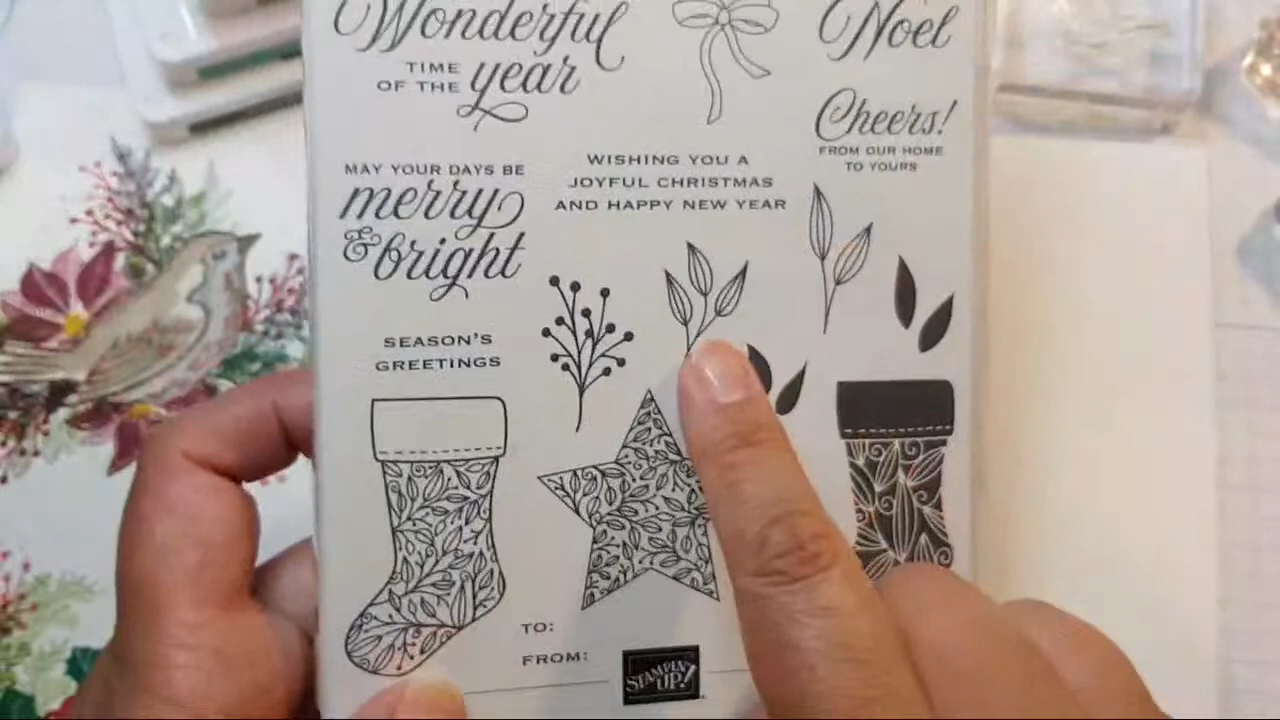 Wonderful
TIME
OF THE year
Noel
Cheers!
FROM OUR HOME
TO YOURS
MAY YOUR DAYS BE
merry
& bright
WISHING YOU A
JOYFUL CHRISTMAS
AND HAPPY NEW YEAR
SEASON'S
GREETINGS
TO:
FROM:
STAMPIN'
UP!